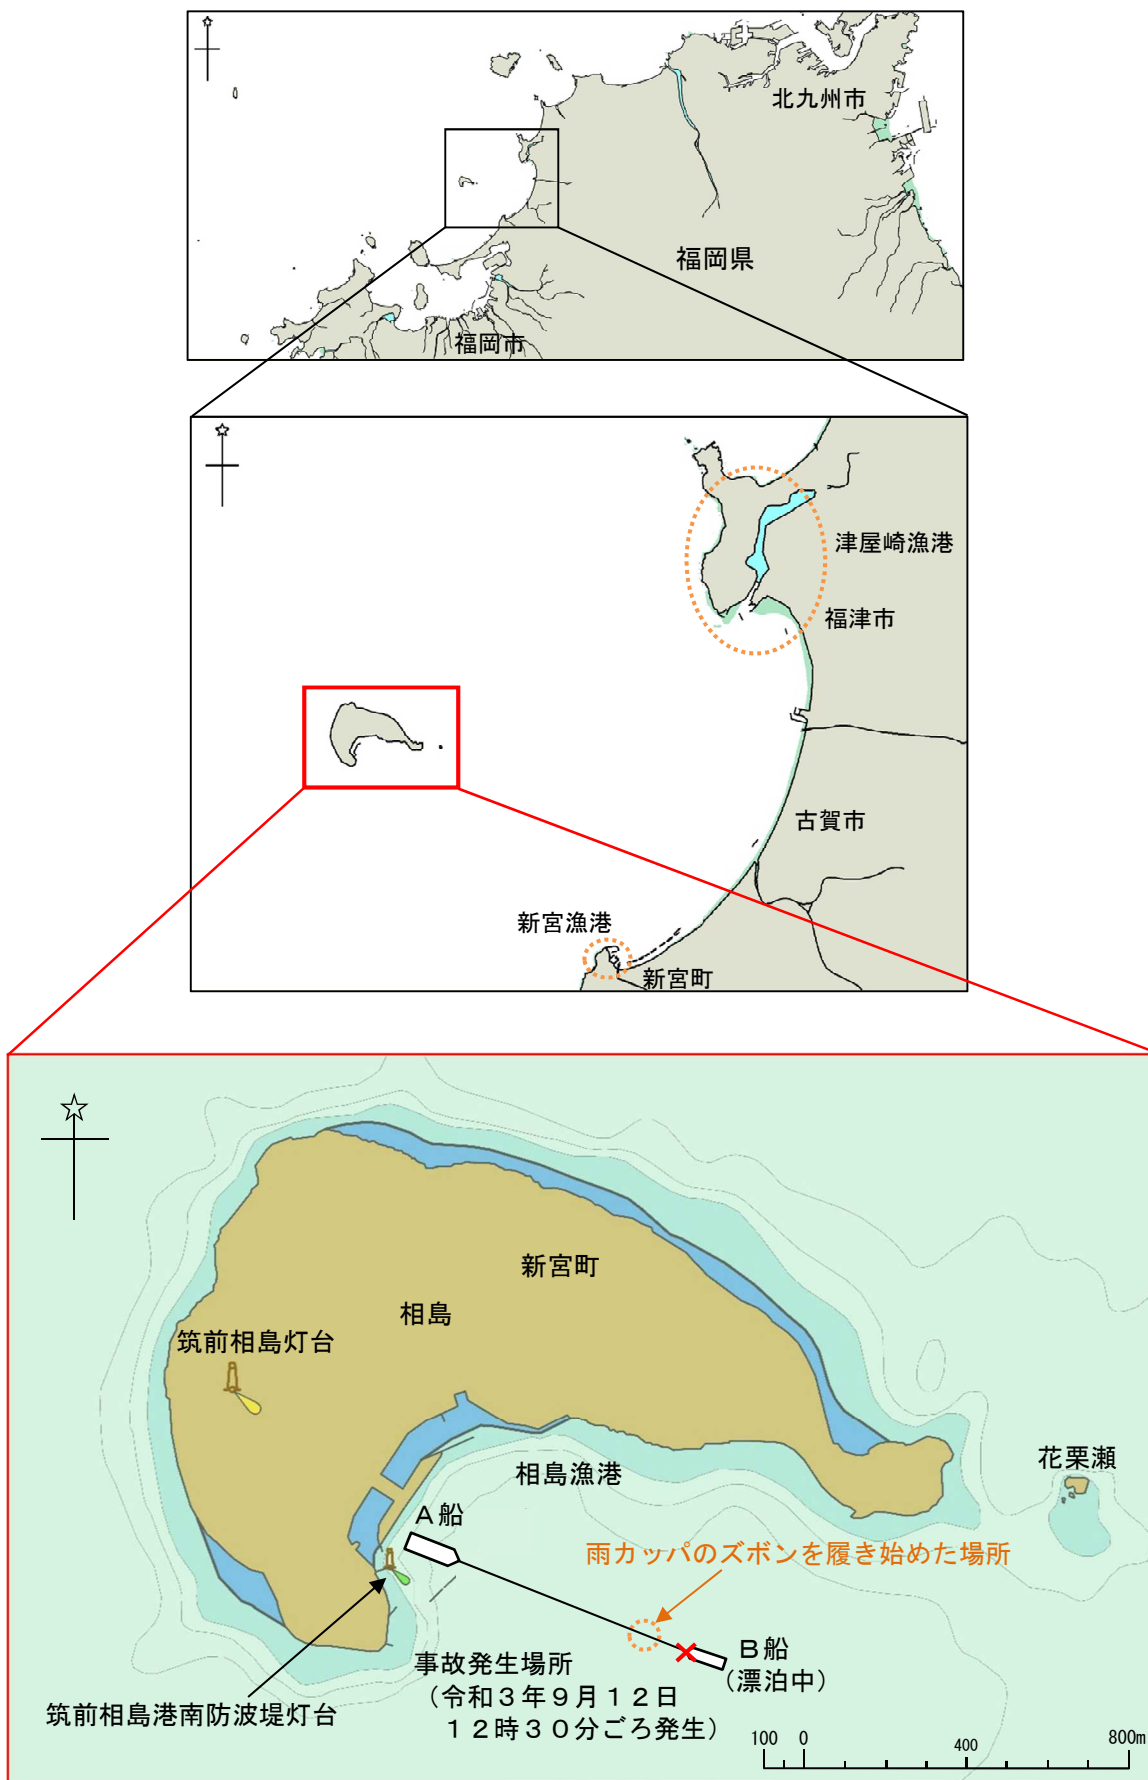 北九州市
福岡県
福岡市
津屋崎漁港
福津市
古賀市
新宮漁港
新宮町
新宮町
相島
筑前相島灯台
相島漁港
花栗瀬
A船
雨カッパのズボンを履き始めた場所
B船
(漂泊中)
事故発生場所
(令和3年9月12日
12時30分ごろ発生)
筑前相島港南防波堤灯台
100 0 400 800m